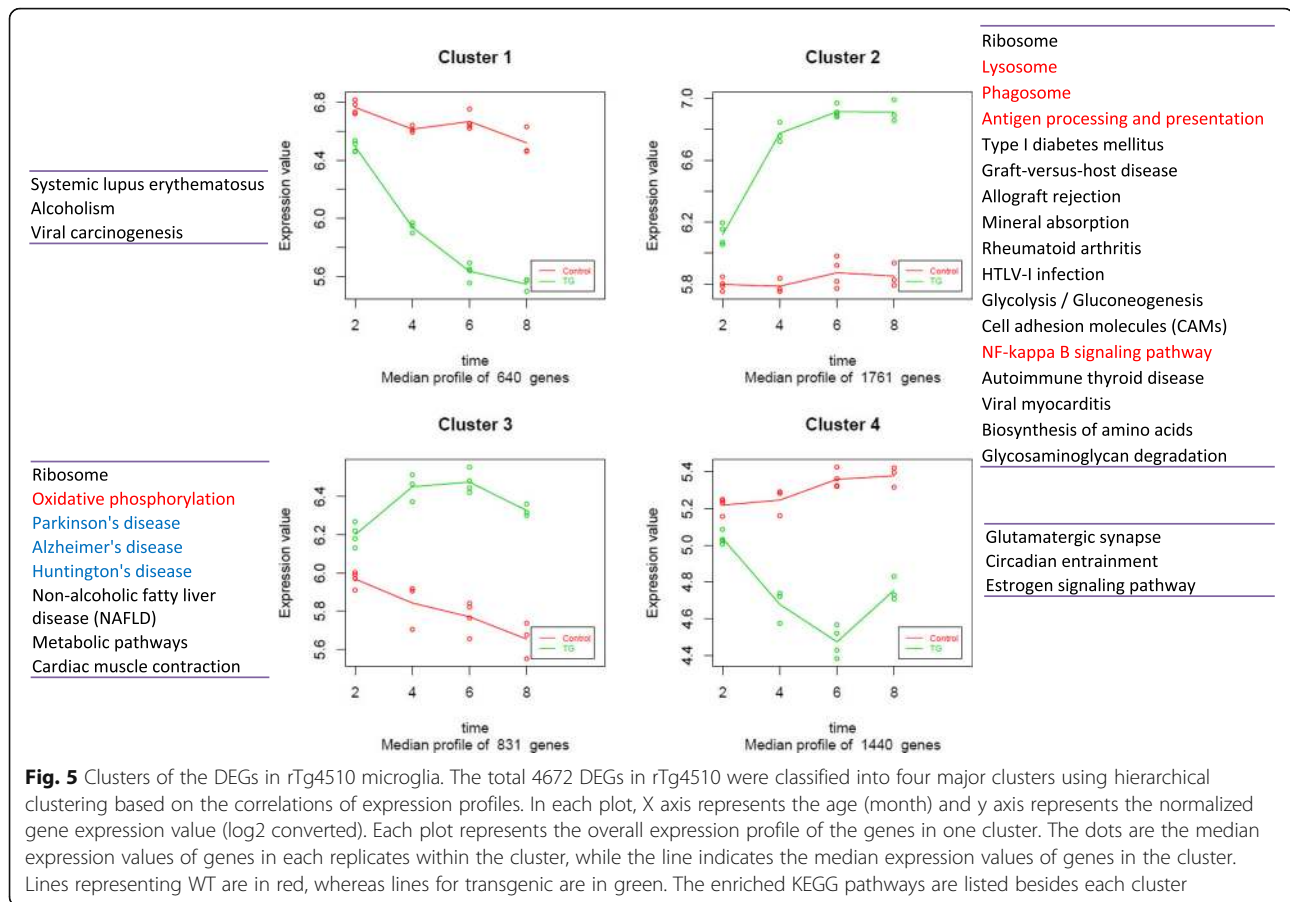 Cluster 1
Expression value
6.8
6.4
6.0
5.6
Control
TG
2 4 6 8
time
Median profile of 640 genes
Systemic lupus erythematosus
Alcoholism
Viral carcinogenesis
Cluster 2
Expression value
7.0
6.6
6.2
5.8
Control
TG
2 4 6 8
time
Median profile of 1761 genes
Ribosome
Lysosome
Phagosome
Antigen processing and presentation
Type I diabetes mellitus
Graft-versus-host disease
Allograft rejection
Mineral absorption
Rheumatoid arthritis
HTLV-I infection
Glycolysis / Gluconeogenesis
Cell adhesion molecules (CAMs)
NF-kappa B signaling pathway
Autoimmune thyroid disease
Viral myocarditis
Biosynthesis of amino acids
Glycosaminoglycan degradation
Cluster 3
Expression value
6.4
6.2
6.0
5.8
5.6
Control
TG
2 4 6 8
time
Median profile of 831 genes
Ribosome
Oxidative phosphorylation
Parkinson's disease
Alzheimer's disease
Huntington's disease
Non-alcoholic fatty liver
disease (NAFLD)
Metabolic pathways
Cardiac muscle contraction
Cluster 4
Expression value
5.4
5.2
5.0
4.8
4.6
4.4
Control
TG
2 4 6 8
time
Median profile of 1440 genes
Glutamatergic synapse
Circadian entrainment
Estrogen signaling pathway
Fig. 5 Clusters of the DEGs in rTg4510 microglia. The total 4672 DEGs in rTg4510 were classified into four major clusters using hierarchical
clustering based on the correlations of expression profiles. In each plot, X axis represents the age (month) and y axis represents the normalized
gene expression value (log2 converted). Each plot represents the overall expression profile of the genes in one cluster. The dots are the median
expression values of genes in each replicates within the cluster, while the line indicates the median expression values of genes in the cluster.
Lines representing WT are in red, whereas lines for transgenic are in green. The enriched KEGG pathways are listed besides each cluster